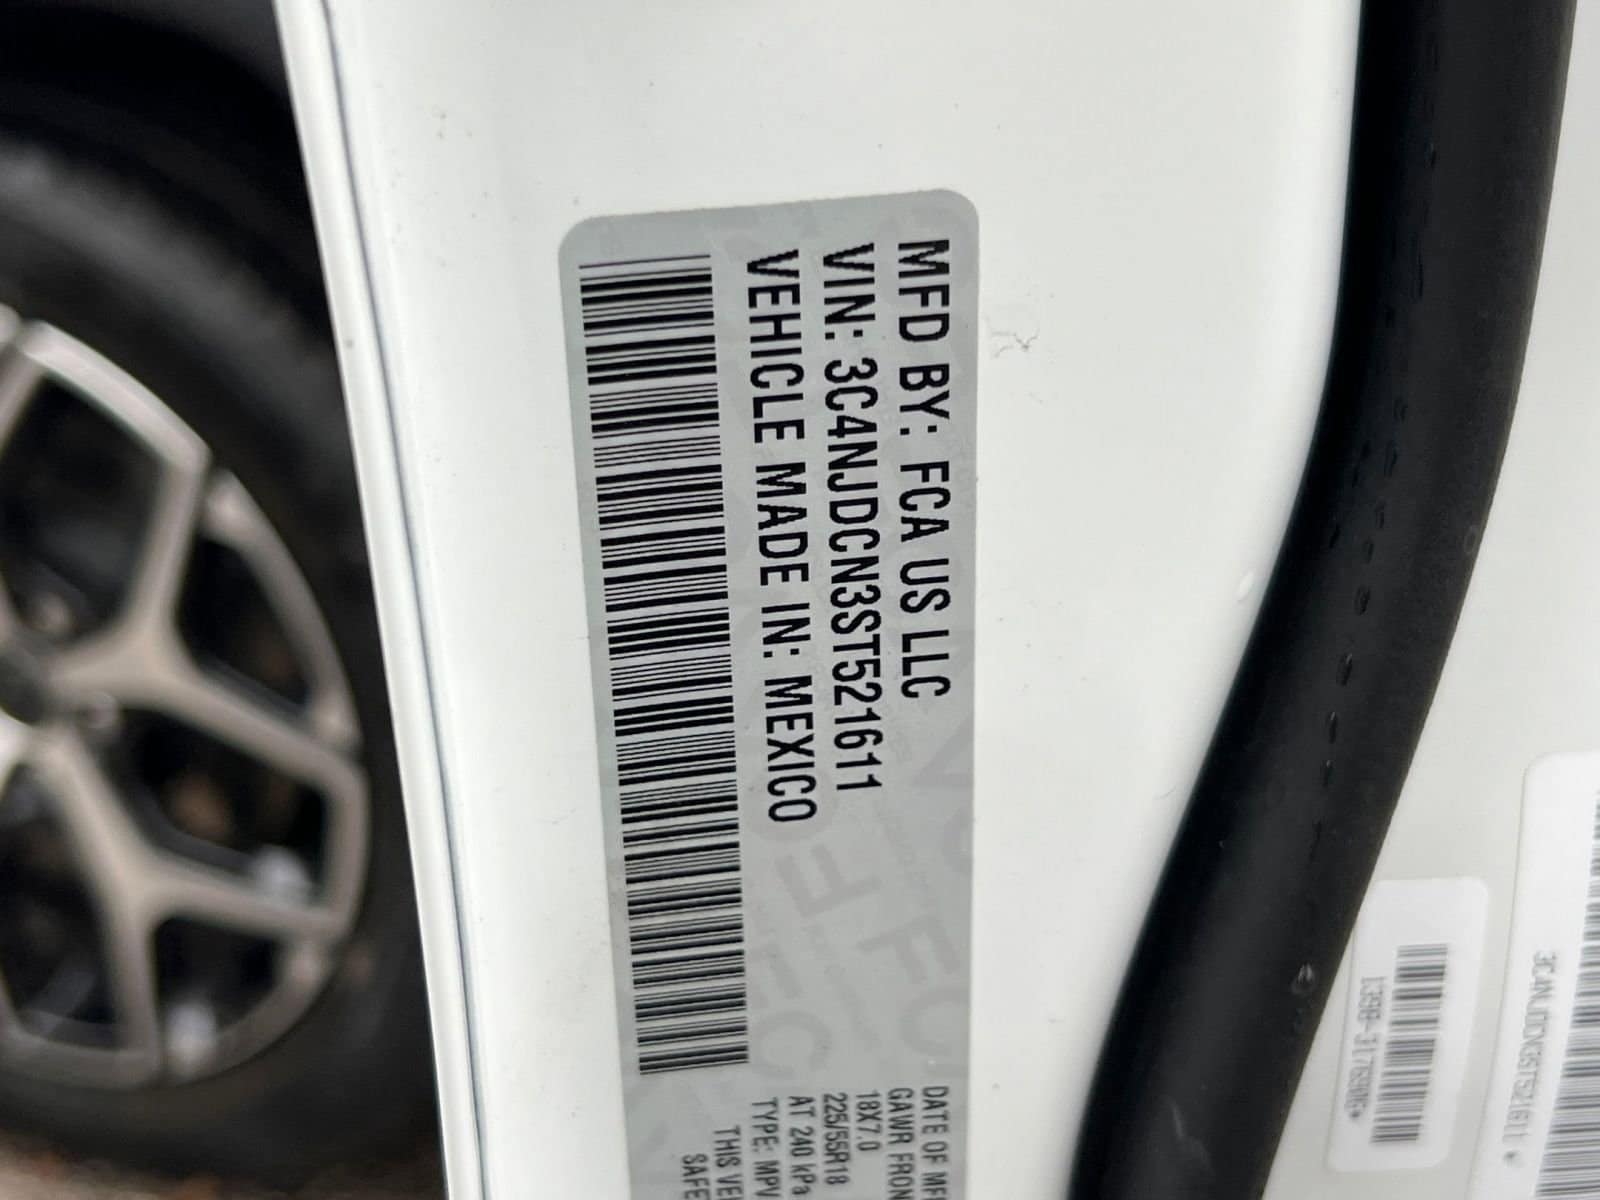 MFD BY: FCA US LLC
VIN: 3C4NJDCN3ST521611
VEHICLE MADE IN: MEXICO
DATE OF MF
GAWR FRON
18X7.0
225/55R18
AT 240 kPa
TYPE: MPV
THIS VE
SAFE
3C4NJDCN3ST521611